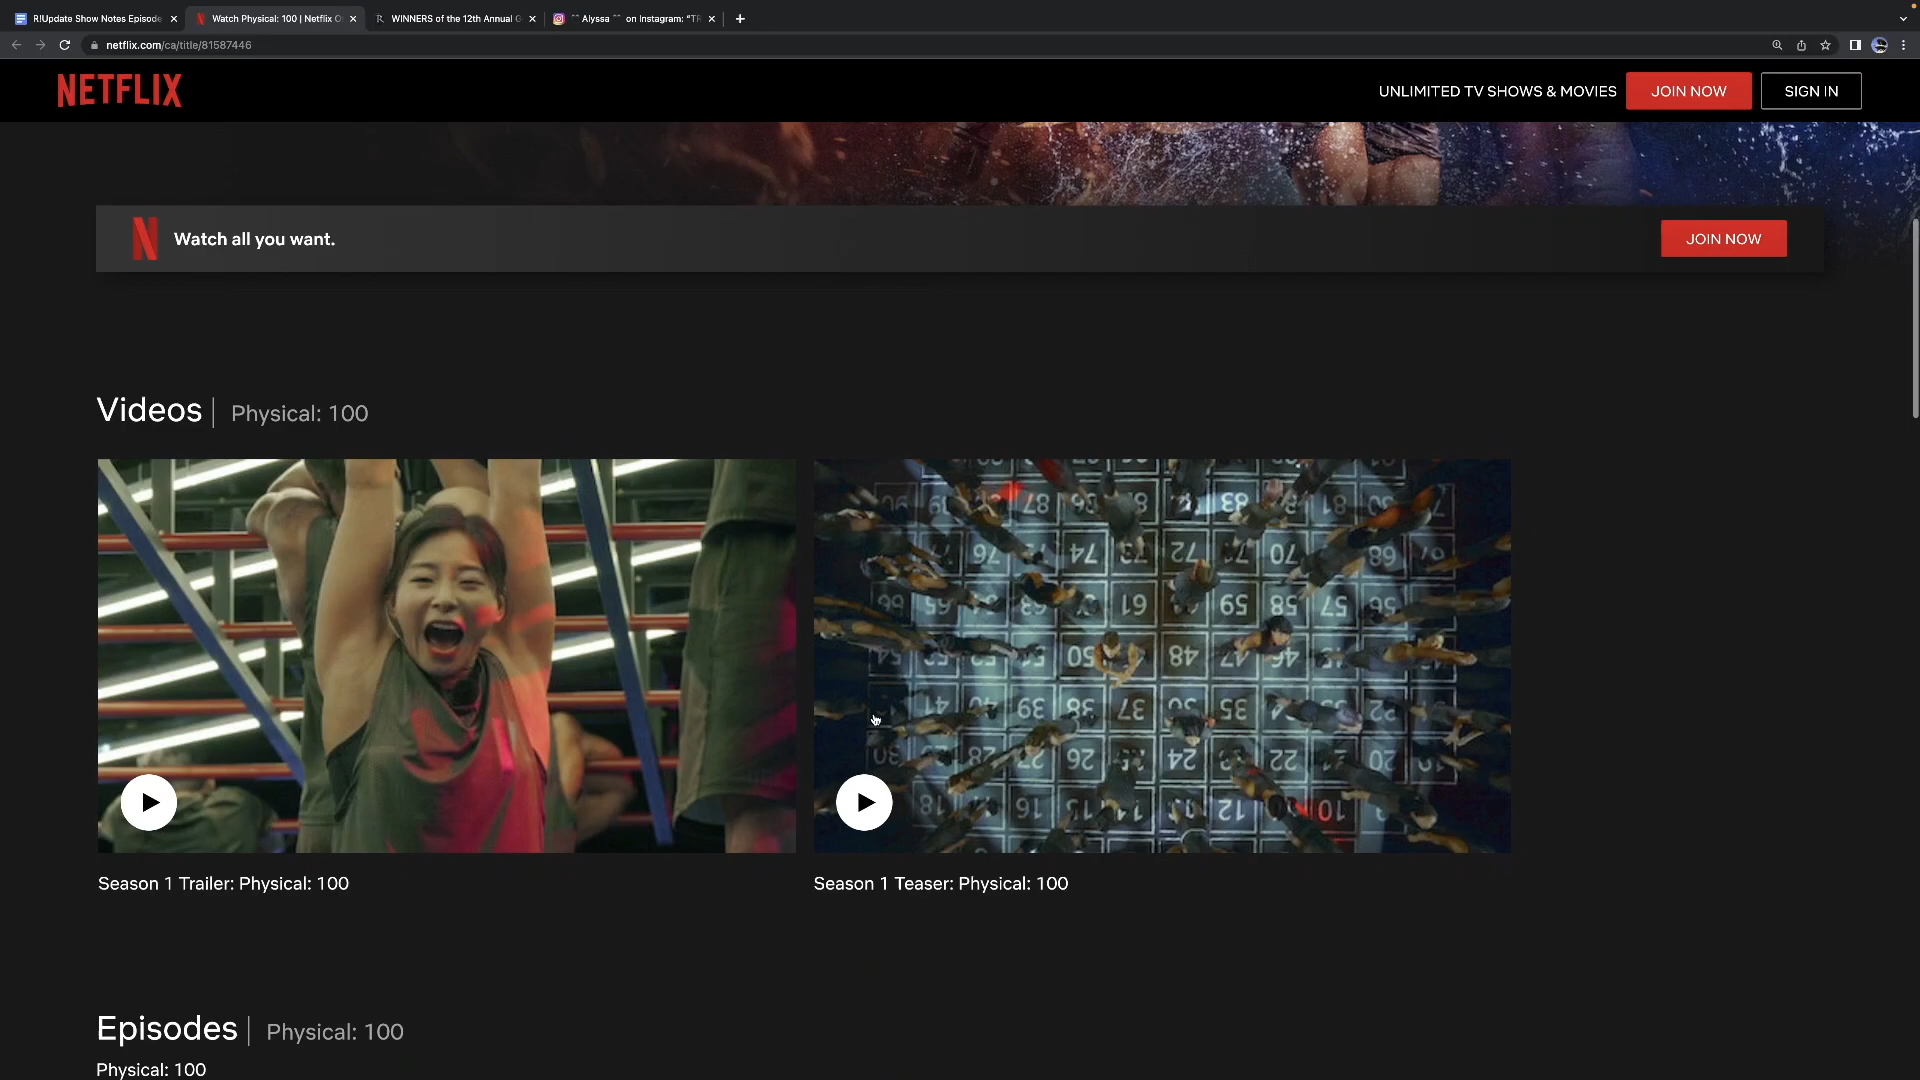 R!Update Show Notes Episode
Watch Physical: 100 | Netflix O
WINNERS of the 12th Annual G
Alyssa on Instagram: "TR
netflix.com/ca/title/81587446
NETFLIX
UNLIMITED TV SHOWS & MOVIES
JOIN NOW
SIGN IN
N
Watch all you want.
JOIN NOW
Videos | Physical: 100
Season 1 Trailer: Physical: 100
Season 1 Teaser: Physical: 100
Episodes | Physical: 100
Physical: 100